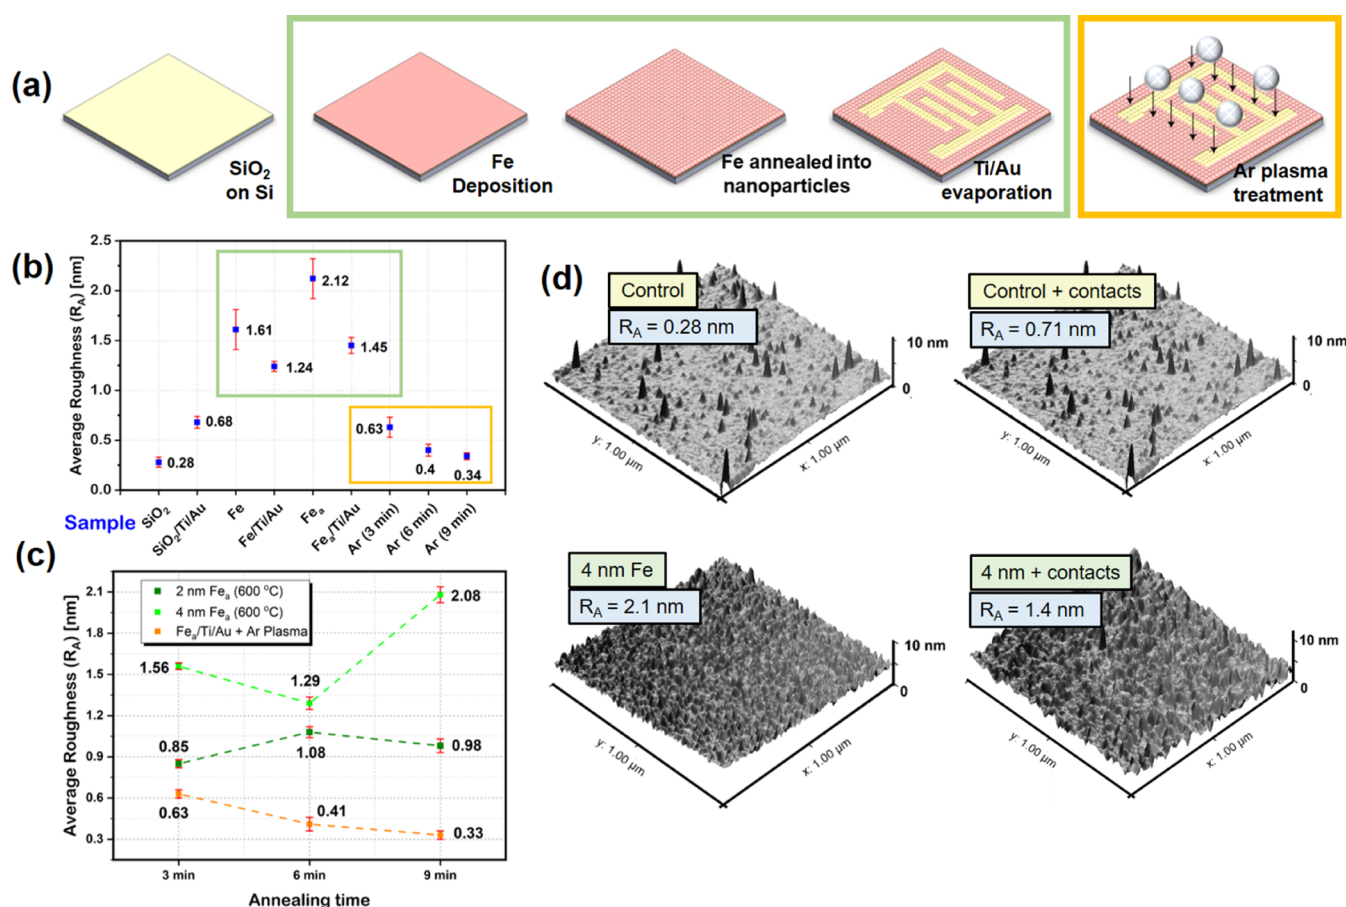 (a)
SiO2
on Si
Fe
Deposition
Fe annealed into
nanoparticles
Ti/Au
evaporation
Ar plasma
treatment
(b)
Average Roughness (RA) [nm]
2.5
2.0
1.5
1.0
0.5
0.0
0.28
0.68
1.61
1.24
2.12
1.45
0.63
0.4
0.34
Sample
SiO2
SiO2/Ti/Au
Fe
Fe/Ti/Au
Fea
Fea/Ti/Au
Ar (3 min)
Ar (6 min)
Ar (9 min)
(c)
Average Roughness (RA) [nm]
2.1
1.8
1.5
1.2
0.9
0.6
0.3
2 nm Fea (600 oC)
4 nm Fea (600 oC)
Fea/Ti/Au + Ar Plasma
1.56
1.29
2.08
0.85
1.08
0.98
0.63
0.41
0.33
3 min
6 min
9 min
Annealing time
(d)
Control
RA = 0.28 nm
10 nm
0
y: 1.00 µm
x: 1.00 µm
Control + contacts
RA = 0.71 nm
10 nm
0
y: 1.00 µm
x: 1.00 µm
4 nm Fe
RA = 2.1 nm
10 nm
0
y: 1.00 µm
x: 1.00 µm
4 nm + contacts
RA = 1.4 nm
10 nm
0
y: 1.00 µm
x: 1.00 µm